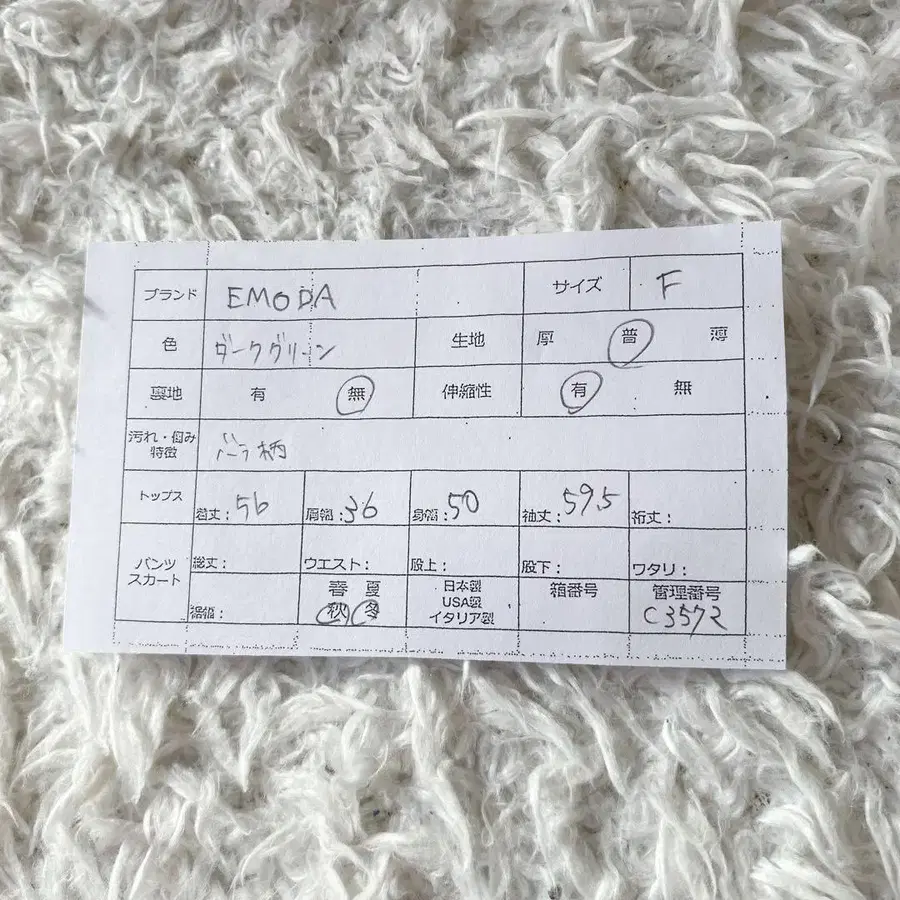 ブランド EMODA サイズ F
色 ダークグリーン 生地 厚 普 薄
裏地 有 無 伸縮性 有 無
汚れ・傷み
特徴 バラ柄
トップス 着丈：56 肩幅：36 身幅：50 袖丈：59.5 裄丈：
パンツ
スカート 総丈： ウエスト： 股上： 股下： ワタリ：
裾幅： 春 夏
秋 冬 日本製
USA製
イタリア製 箱番号 管理番号
C3572